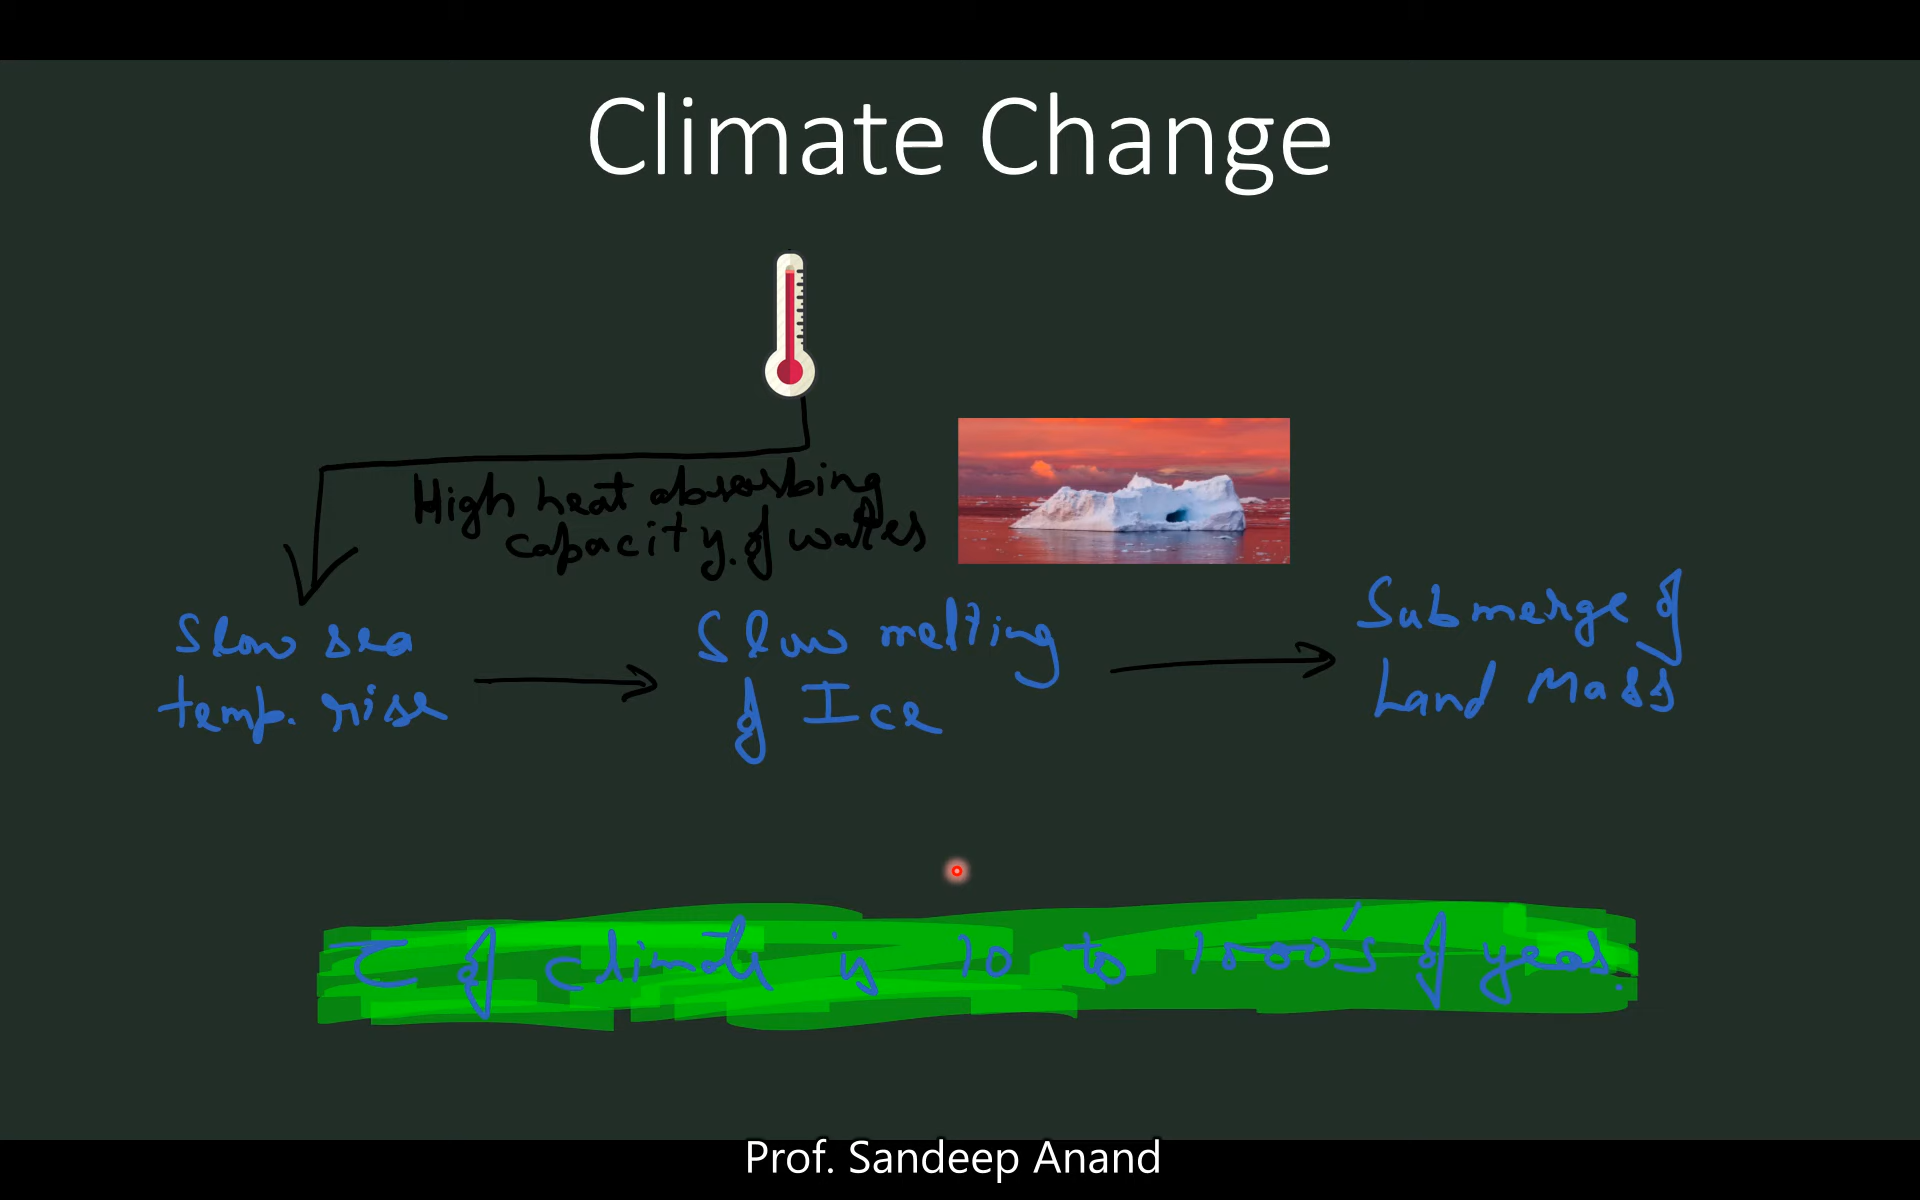 Climate Change
High heat absorbing
capacity. of water
Slow sea
temp. rise
Slow melting
of Ice
Submerge of
Land Mass
τ of climate is 10 to 1000's of years.
Prof. Sandeep Anand